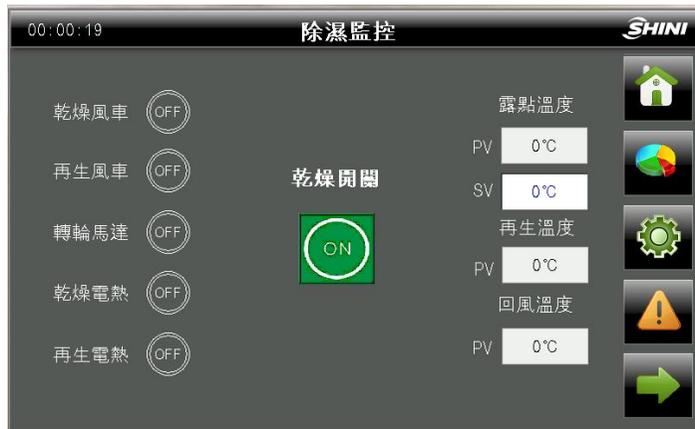 00:00:19
除濕監控
SHINI
乾燥風車 OFF
再生風車 OFF
轉輪馬達 OFF
乾燥電熱 OFF
再生電熱 OFF
乾燥開關
ON
露點溫度
PV 0℃
SV 0℃
再生溫度
PV 0℃
回風溫度
PV 0℃